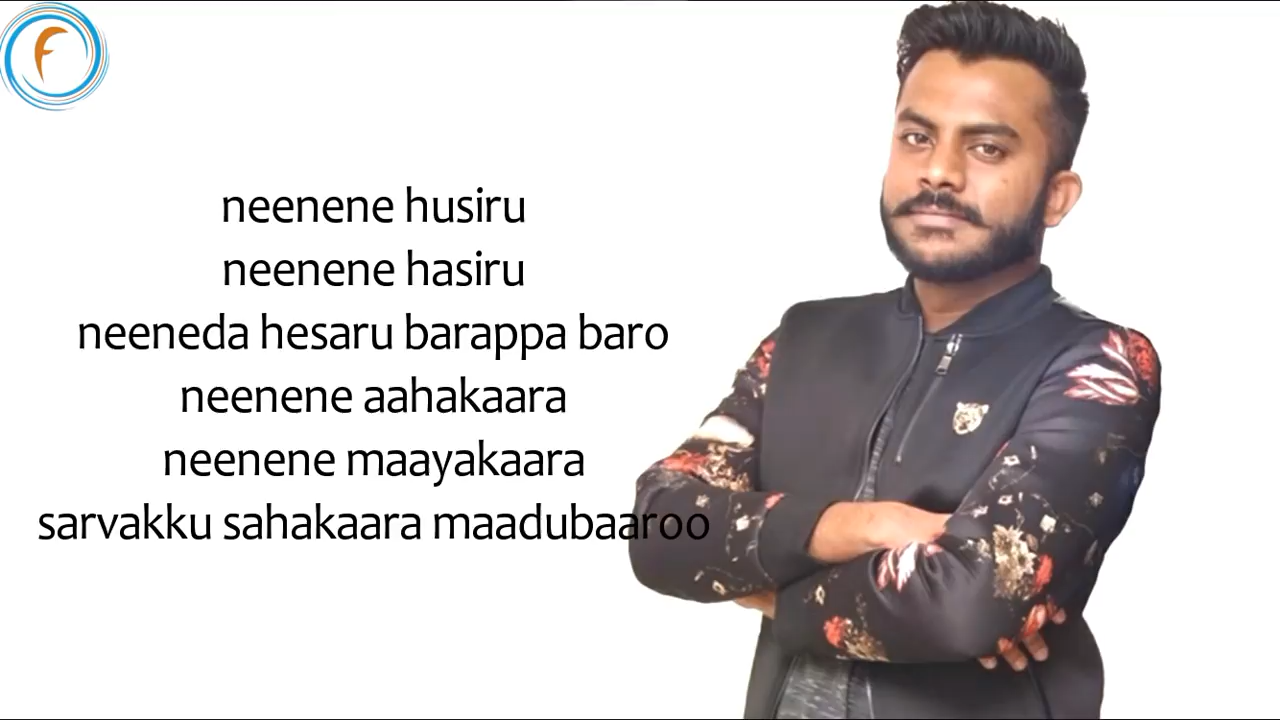 F
neenene husiru
neenene hasiru
neeneda hesaru barappa baro
neenene aahakaara
neenene maayakaara
sarvakku sahakaara maadubaaroo